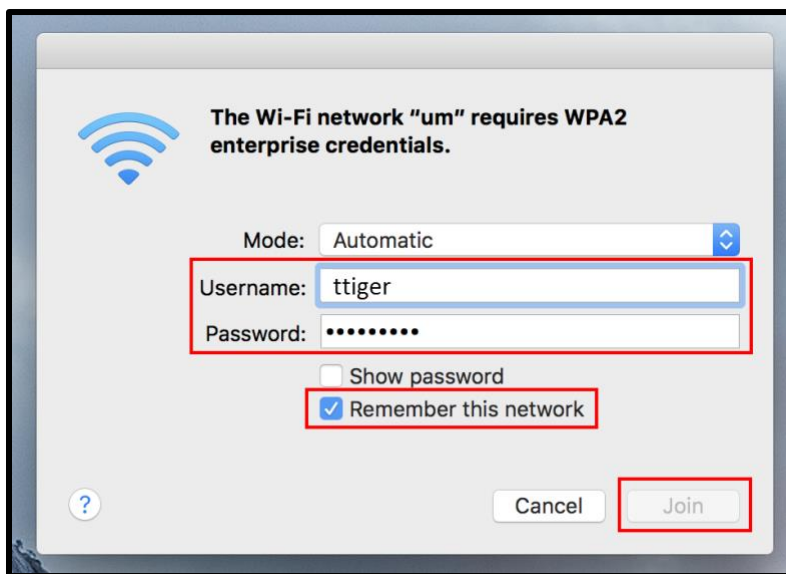 The Wi-Fi network “um” requires WPA2
enterprise credentials.
Mode: Automatic
Username: ttiger
Password: •••••••••
Show password
Remember this network
? Cancel Join